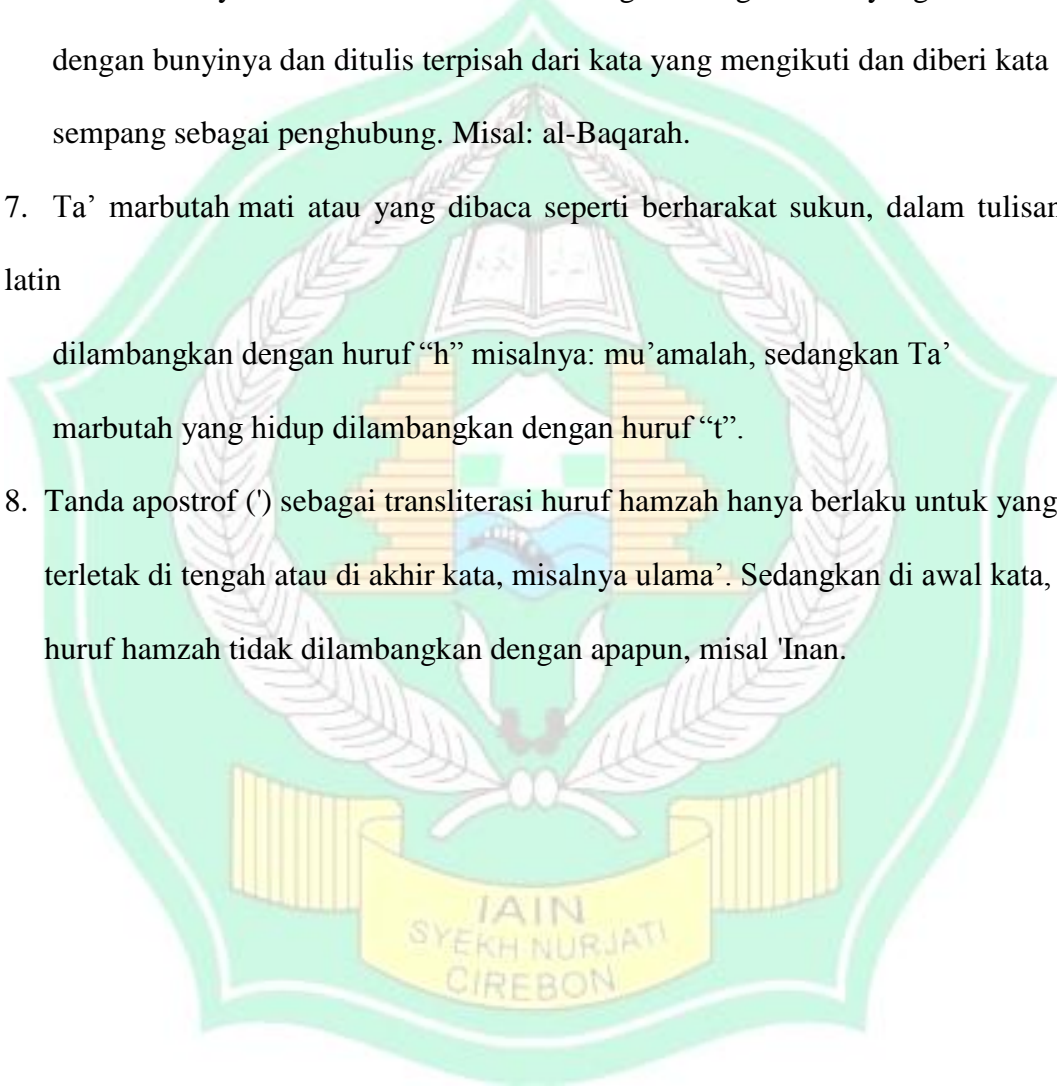 dengan bunyinya dan ditulis terpisah dari kata yang mengikuti dan diberi kata
sempang sebagai penghubung. Misal: al-Baqarah.
7. Ta’ marbutah mati atau yang dibaca seperti berharakat sukun, dalam tulisan
latin
dilambangkan dengan huruf “h” misalnya: mu’amalah, sedangkan Ta’
marbutah yang hidup dilambangkan dengan huruf “t”.
8. Tanda apostrof (') sebagai transliterasi huruf hamzah hanya berlaku untuk yang
terletak di tengah atau di akhir kata, misalnya ulama’. Sedangkan di awal kata,
huruf hamzah tidak dilambangkan dengan apapun, misal 'Inan.
IAIN
SYEKH NURJATI
CIREBON